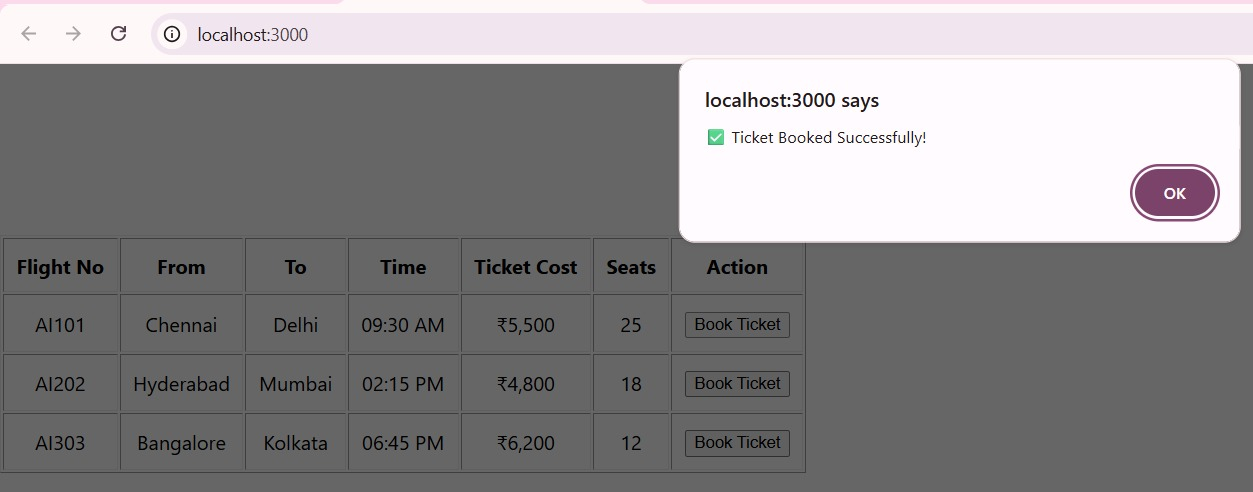 localhost:3000
localhost:3000 says
✅ Ticket Booked Successfully!
OK
Flight No From To Time Ticket Cost Seats Action
AI101 Chennai Delhi 09:30 AM ₹5,500 25 Book Ticket
AI202 Hyderabad Mumbai 02:15 PM ₹4,800 18 Book Ticket
AI303 Bangalore Kolkata 06:45 PM ₹6,200 12 Book Ticket